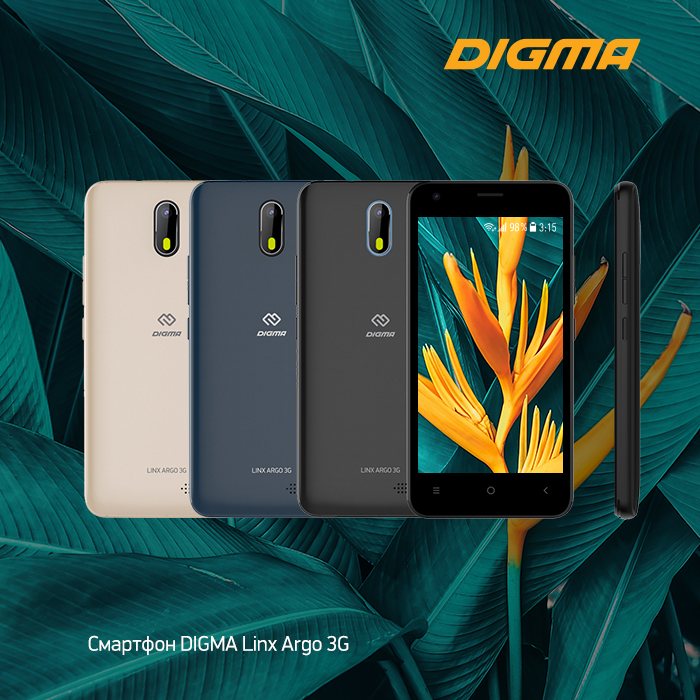 DIGMA
98% 3:15
DIGMA
DIGMA
DIGMA
LINX ARGO 3G
LINX ARGO 3G
LINX ARGO 3G
Смартфон DIGMA Linx Argo 3G